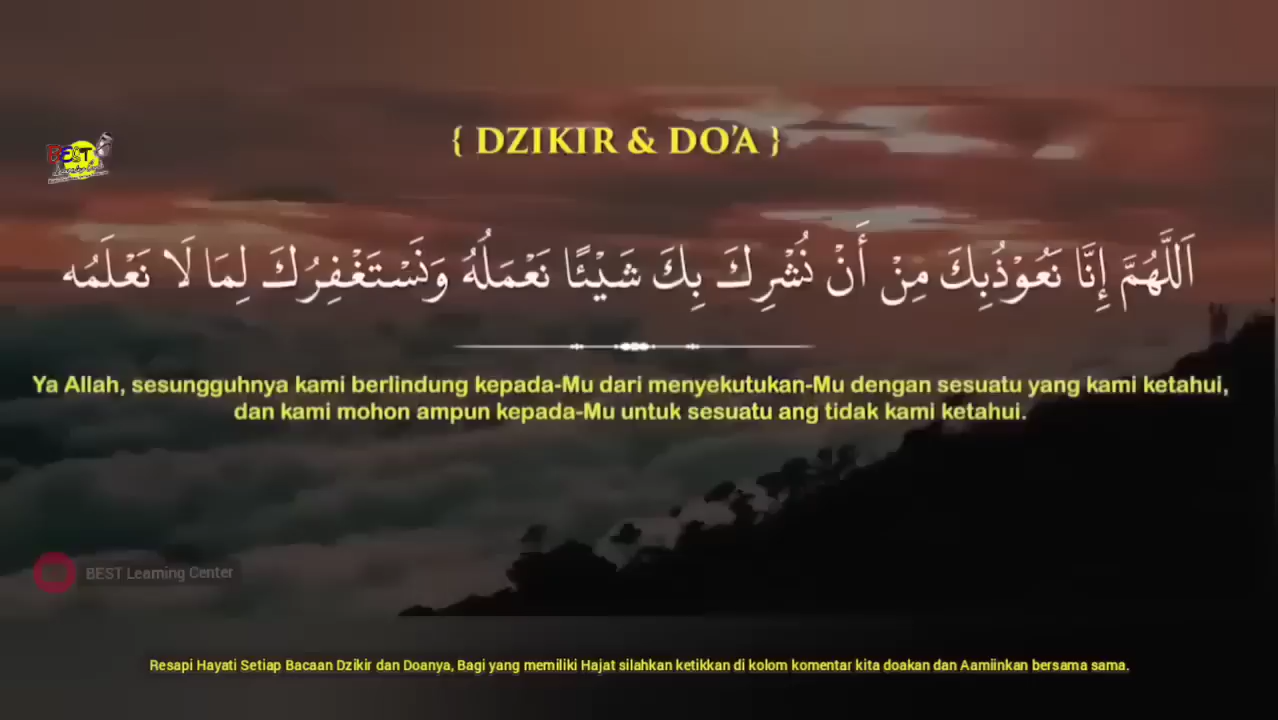 { DZIKIR & DO'A }
BEST
اَللَّهُمَّ إِنَّا نَعُوْذُبِكَ مِنْ أَنْ نُشْرِكَ بِكَ شَيْئًا نَعْمَلُهُ وَنَسْتَغْفِرُكَ لِمَا لَا نَعْلَمُه
Ya Allah, sesungguhnya kami berlindung kepada-Mu dari menyekutukan-Mu dengan sesuatu yang kami ketahui,
dan kami mohon ampun kepada-Mu untuk sesuatu ang tidak kami ketahui.
BEST Learning Center
Resapi Hayati Setiap Bacaan Dzikir dan Doanya, Bagi yang memiliki Hajat silahkan ketikkan di kolom komentar kita doakan dan Aamiinkan bersama sama.